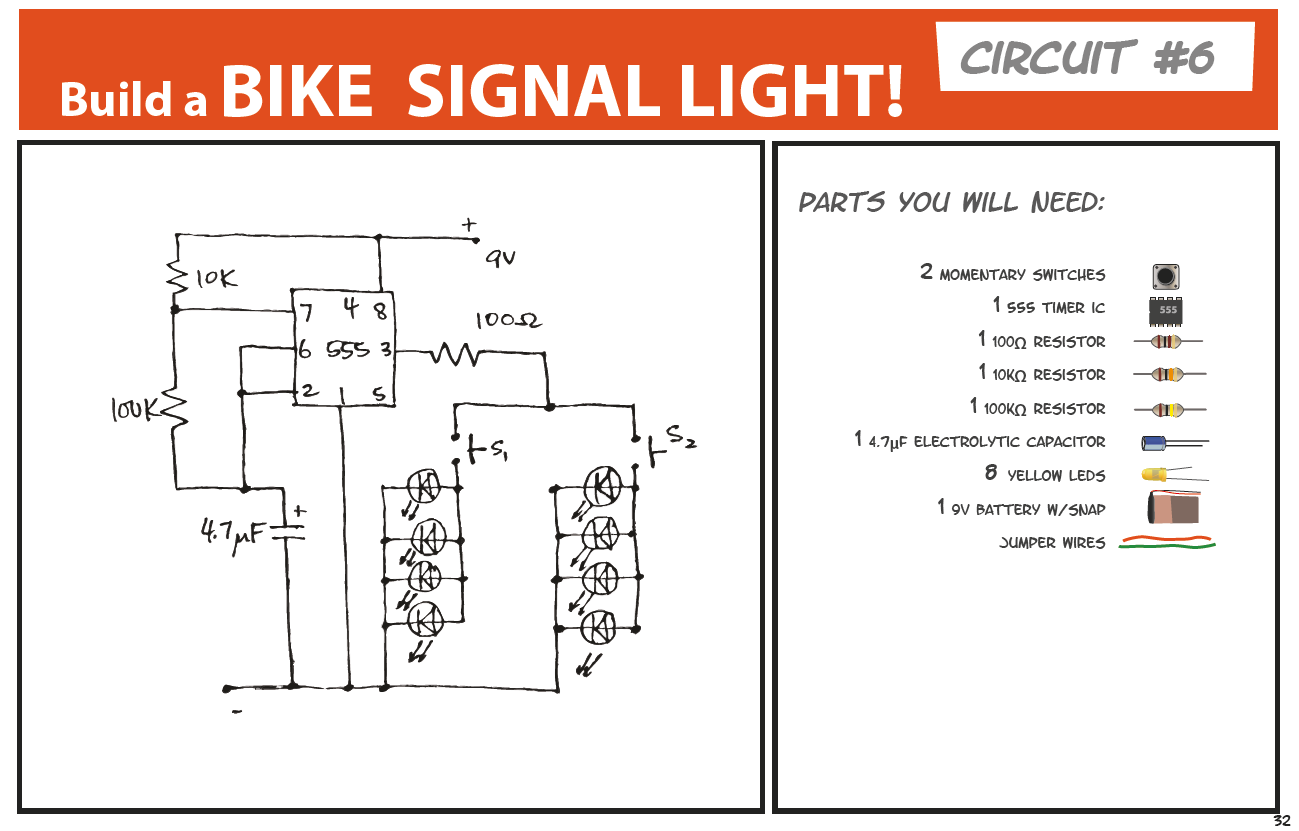 Build a BIKE SIGNAL LIGHT!
CIRCUIT #6
+
9V
10K
7 4 8
100Ω
6 555 3
2 1 5
100K
S1
S2
+
4.7µF
-
PARTS YOU WILL NEED:
2 MOMENTARY SWITCHES
1 555 TIMER IC
555
1 100Ω RESISTOR
1 10KΩ RESISTOR
1 100KΩ RESISTOR
1 4.7µF ELECTROLYTIC CAPACITOR
8 YELLOW LEDS
1 9V BATTERY W/SNAP
JUMPER WIRES
32